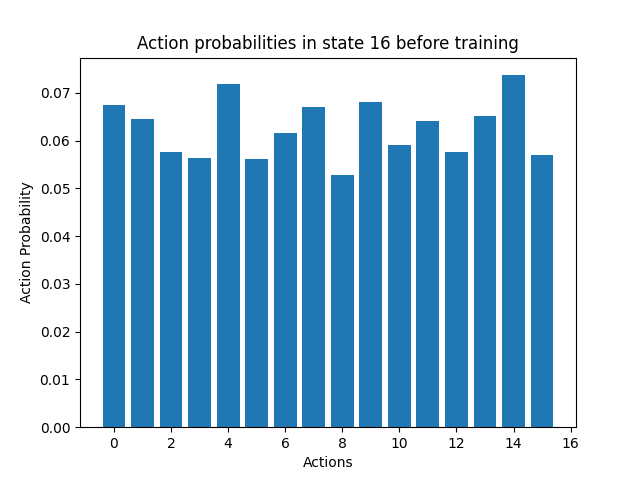 Action probabilities in state 16 before training
0.07
0.06
0.05
0.04
0.03
0.02
0.01
0.00
Action Probability
0 2 4 6 8 10 12 14 16
Actions